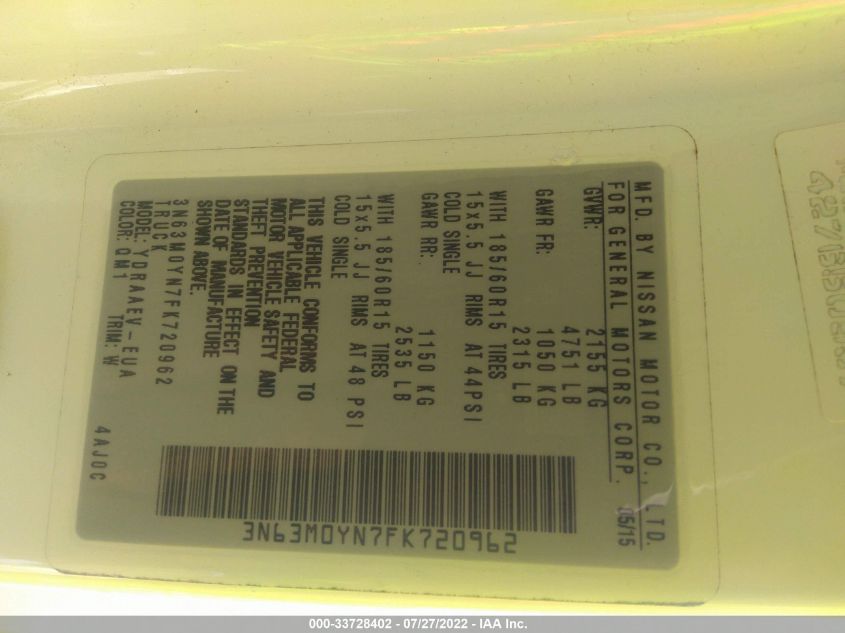 MFD. BY NISSAN MOTOR CO., LTD.
FOR GENERAL MOTORS CORP. 05/15
GVWR: 2155 KG
4751 LB
GAWR FR: 1050 KG
2315 LB
WITH 185/60R15 TIRES
15x5.5 JJ RIMS AT 44PSI
COLD SINGLE
GAWR RR: 1150 KG
2535 LB
WITH 185/60R15 TIRES
15x5.5 JJ RIMS AT 48 PSI
COLD SINGLE
THIS VEHICLE CONFORMS TO
ALL APPLICABLE FEDERAL
MOTOR VEHICLE SAFETY AND
THEFT PREVENTION
STANDARDS IN EFFECT ON THE
DATE OF MANUFACTURE
SHOWN ABOVE.
3N63M0YN7FK720962
TRUCK
MODEL: YDRAAEV-EUA
COLOR: QM1 TRIM: W
4AJ0C
3N63M0YN7FK720962
000-33728402 - 07/27/2022 - IAA Inc.